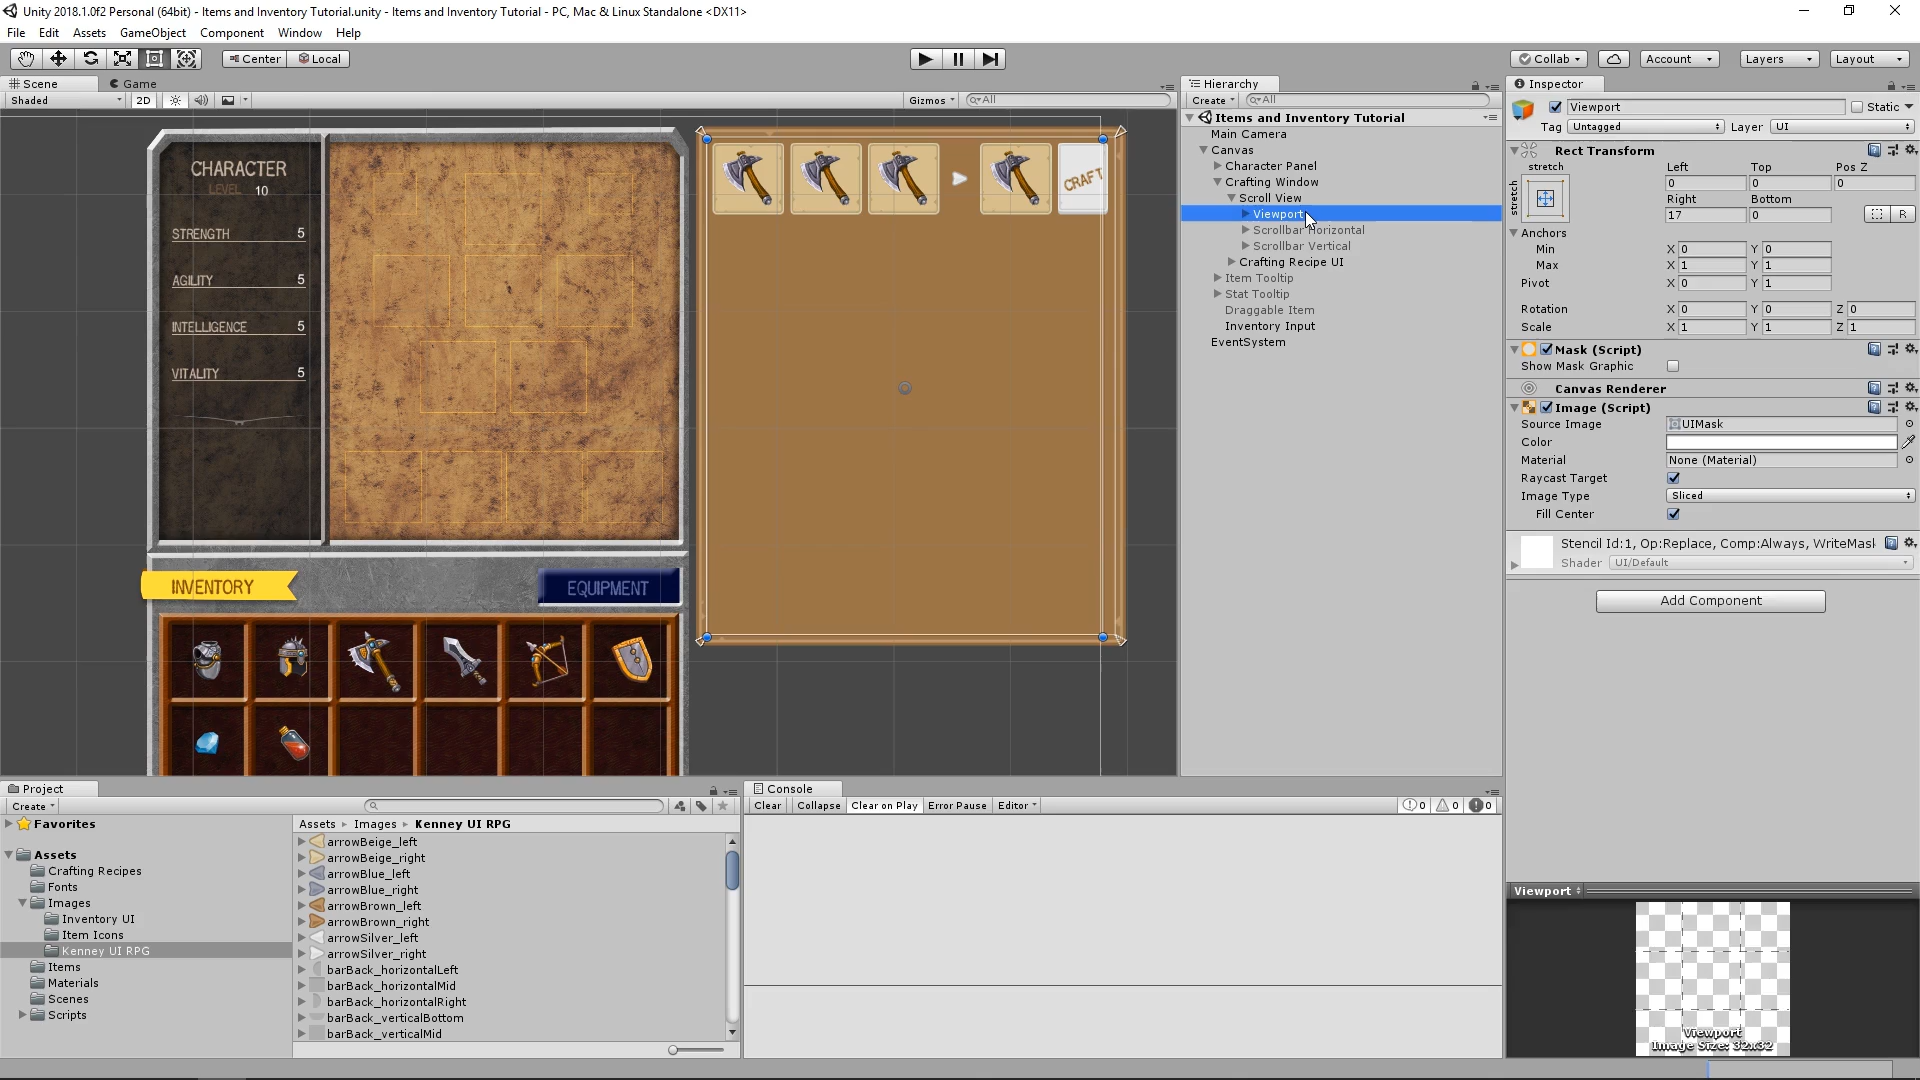 Unity 2018.1.0f2 Personal (64bit) - Items and Inventory Tutorial.unity - Items and Inventory Tutorial - PC, Mac & Linux Standalone <DX11>
File Edit Assets GameObject Component Window Help
Center Local Collab Account Layers Layout
Scene Game Hierarchy Inspector
Shaded 2D Gizmos All Create All
Viewport Static
Tag Untagged Layer UI
Items and Inventory Tutorial
Main Camera
Canvas
Character Panel
Crafting Window
Scroll View
Viewport
Scrollbar Horizontal
Scrollbar Vertical
Crafting Recipe UI
Item Tooltip
Stat Tooltip
Draggable Item
Inventory Input
EventSystem
CHARACTER
LEVEL 10
STRENGTH 5
AGILITY 5
INTELLIGENCE 5
VITALITY 5
CRAFT
INVENTORY EQUIPMENT
Rect Transform
stretch Left Top Pos Z
stretch 0 0 0
Right Bottom
17 0 R
Anchors
Min X 0 Y 0
Max X 1 Y 1
Pivot X 0 Y 1
Rotation X 0 Y 0 Z 0
Scale X 1 Y 1 Z 1
Mask (Script)
Show Mask Graphic
Canvas Renderer
Image (Script)
Source Image UIMask
Color
Material None (Material)
Raycast Target
Image Type Sliced
Fill Center
Stencil Id:1, Op:Replace, Comp:Always, WriteMask
Shader UI/Default
Add Component
Viewport
Viewport
Image Size: 32x32
Project
Create
Favorites
Assets
Crafting Recipes
Fonts
Images
Inventory UI
Item Icons
Kenney UI RPG
Items
Materials
Scenes
Scripts
Assets Images Kenney UI RPG
arrowBeige_left
arrowBeige_right
arrowBlue_left
arrowBlue_right
arrowBrown_left
arrowBrown_right
arrowSilver_left
arrowSilver_right
barBack_horizontalLeft
barBack_horizontalMid
barBack_horizontalRight
barBack_verticalBottom
barBack_verticalMid
Console
Clear Collapse Clear on Play Error Pause Editor 0 0 0